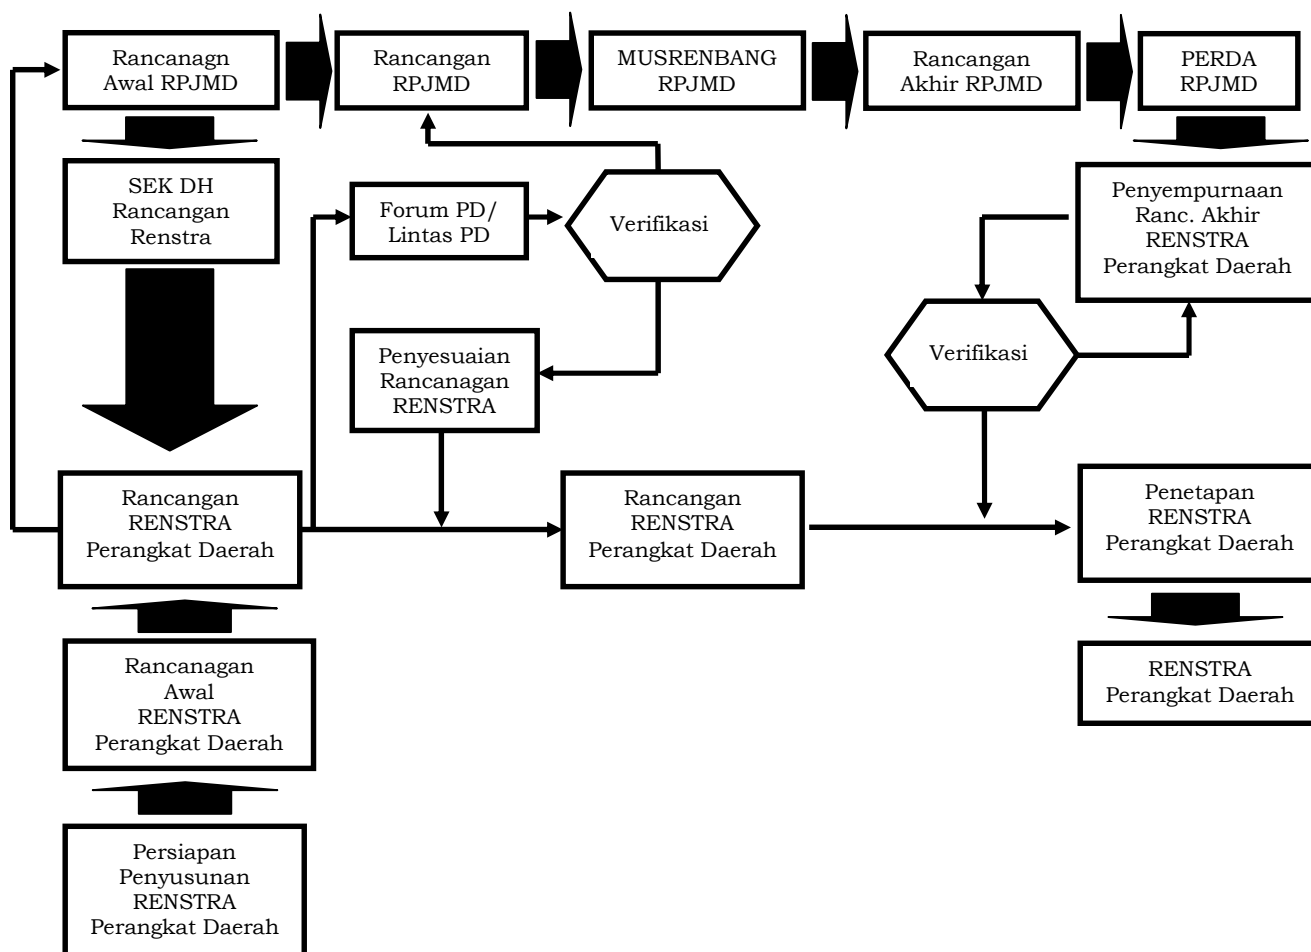 Rancanagn
Awal RPJMD
Rancangan
RPJMD
MUSRENBANG
RPJMD
Rancangan
Akhir RPJMD
PERDA
RPJMD
SEK DH
Rancangan
Renstra
Forum PD/
Lintas PD
Verifikasi
Penyempurnaan
Ranc. Akhir
RENSTRA
Perangkat Daerah
Penyesuaian
Rancanagan
RENSTRA
Verifikasi
Rancangan
RENSTRA
Perangkat Daerah
Rancangan
RENSTRA
Perangkat Daerah
Penetapan
RENSTRA
Perangkat Daerah
Rancanagan
Awal
RENSTRA
Perangkat Daerah
RENSTRA
Perangkat Daerah
Persiapan
Penyusunan
RENSTRA
Perangkat Daerah